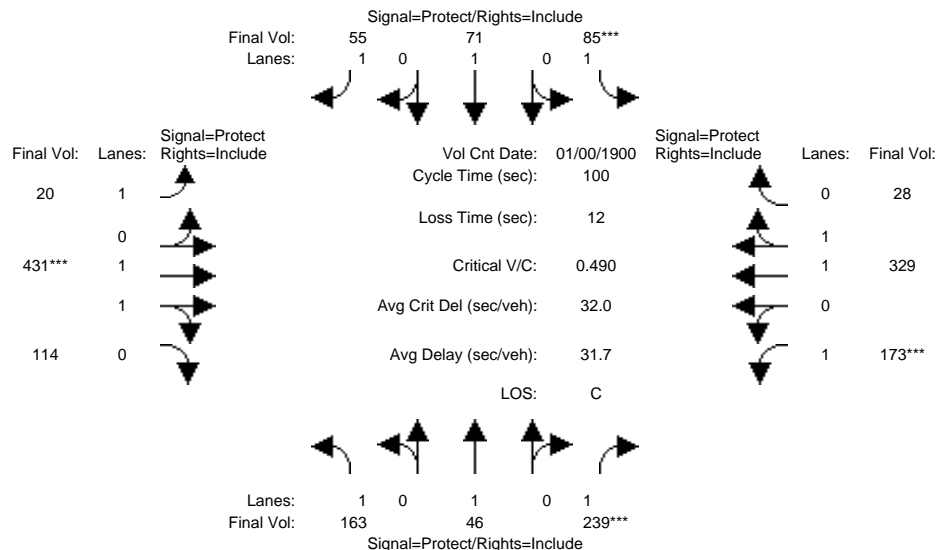 Signal=Protect/Rights=Include
Final Vol: 55 71 85***
Lanes: 1 0 1 0 1
Signal=Protect
Final Vol: Lanes: Rights=Include
Vol Cnt Date: 01/00/1900
Signal=Protect
Rights=Include Lanes: Final Vol:
Cycle Time (sec): 100
20 1
0 28
Loss Time (sec): 12
0
1
431*** 1
Critical V/C: 0.490
1 329
1
Avg Crit Del (sec/veh): 32.0
0
114 0
Avg Delay (sec/veh): 31.7
1 173***
LOS: C
Lanes: 1 0 1 0 1
Final Vol: 163 46 239***
Signal=Protect/Rights=Include